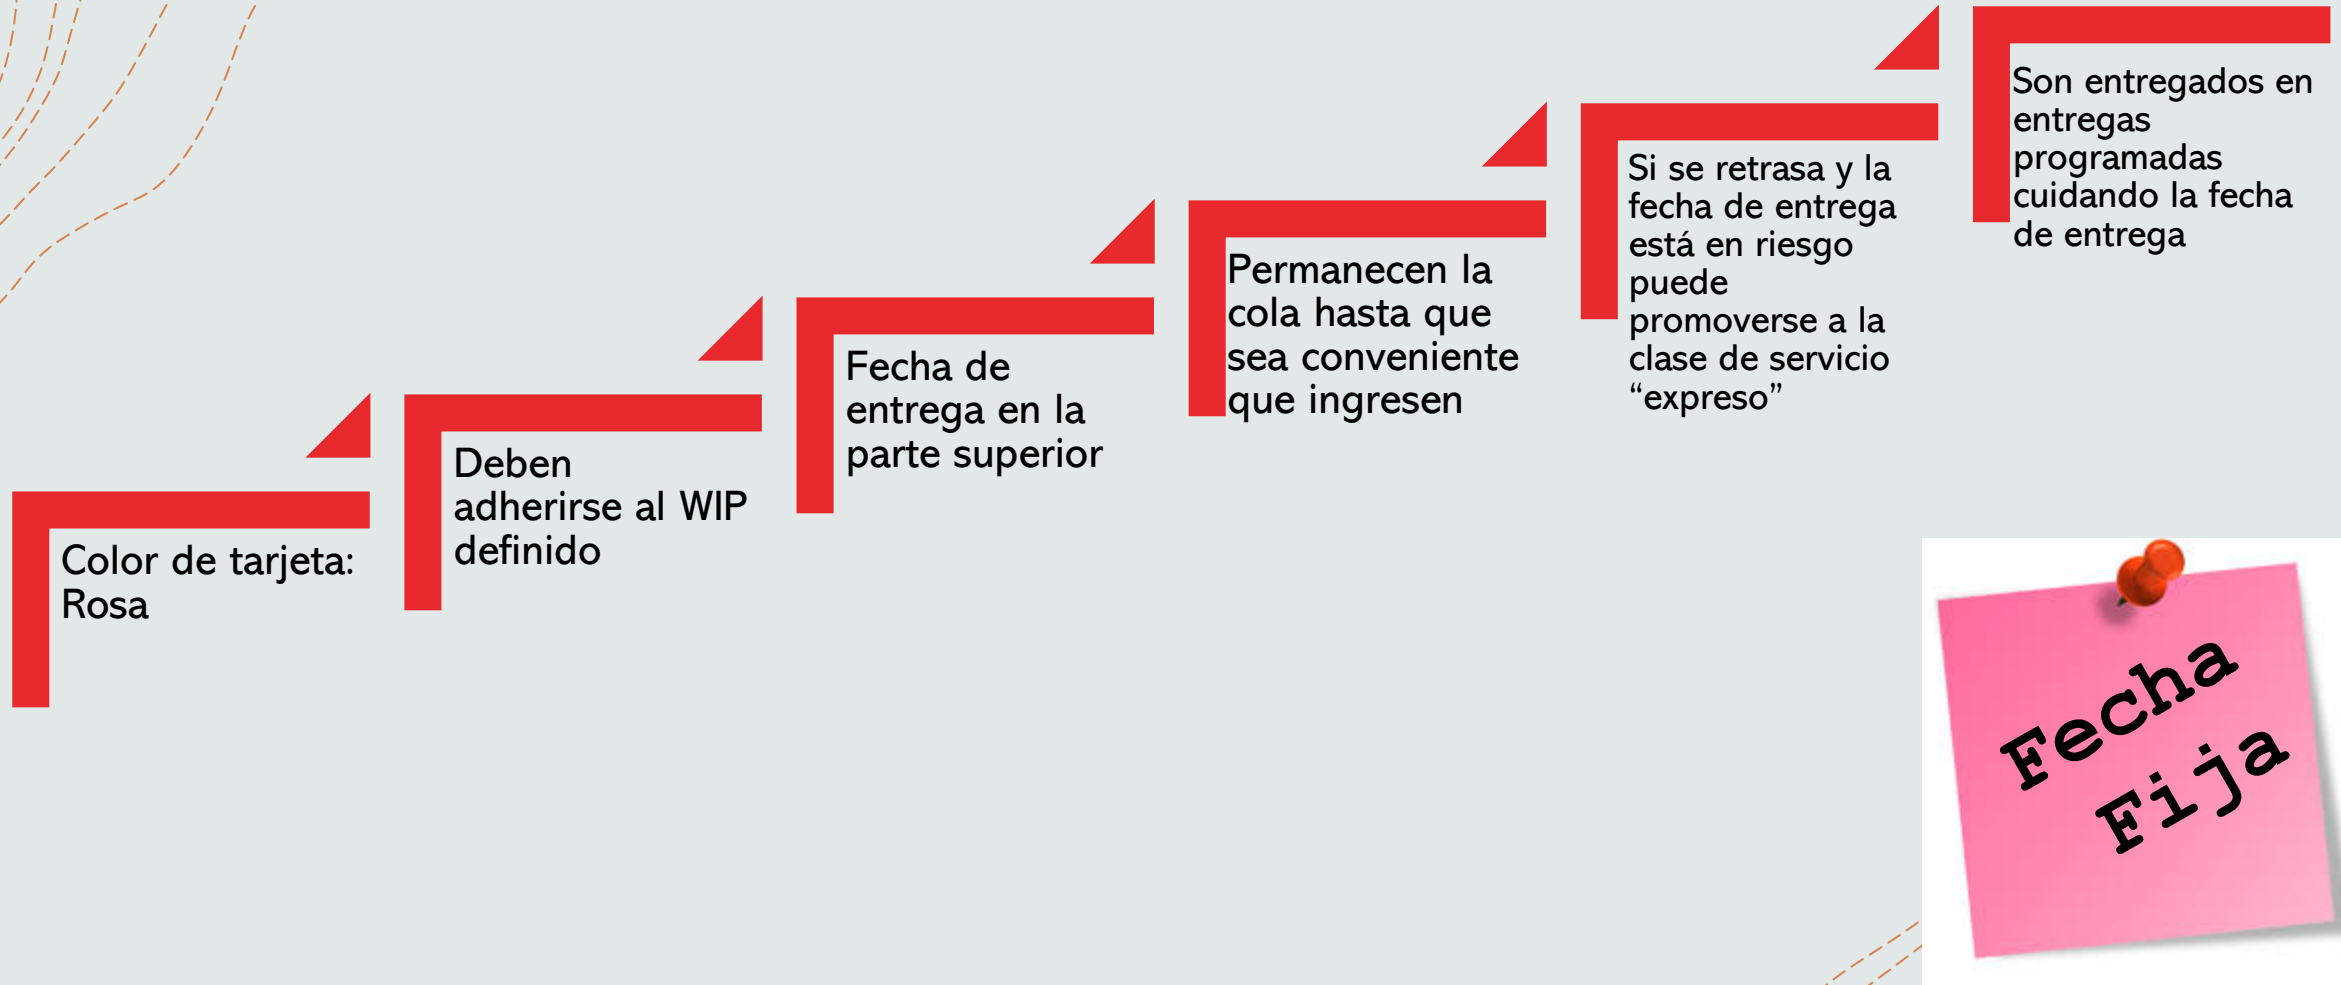 Color de tarjeta:
Rosa
Deben
adherirse al WIP
definido
Fecha de
entrega en la
parte superior
Permanecen la
cola hasta que
sea conveniente
que ingresen
Si se retrasa y la
fecha de entrega
está en riesgo
puede
promoverse a la
clase de servicio
“expreso”
Son entregados en
entregas
programadas
cuidando la fecha
de entrega
Fecha
Fija